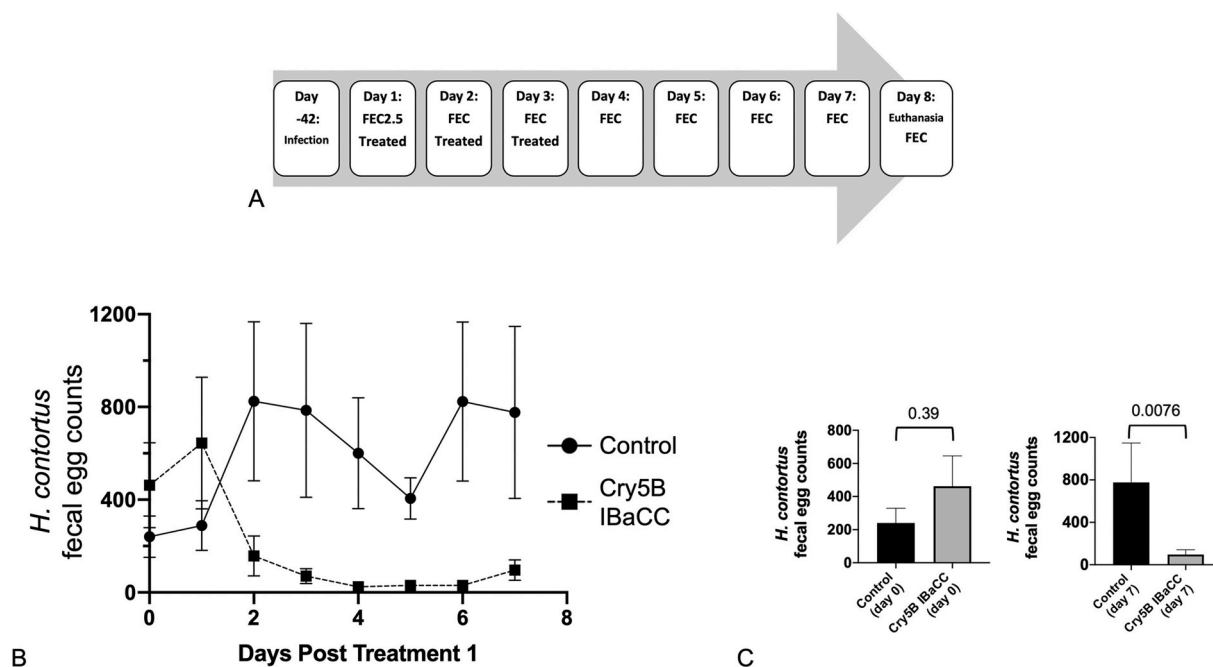 Day
-42:
Infection
Day 1:
FEC2.5
Treated
Day 2:
FEC
Treated
Day 3:
FEC
Treated
Day 4:
FEC
Day 5:
FEC
Day 6:
FEC
Day 7:
FEC
Day 8:
Euthanasia
FEC
A
H. contortus
fecal egg counts
1200
800
400
0
0
2
4
6
8
Days Post Treatment 1
Control
Cry5B
IBaCC
B
H. contortus
fecal egg counts
800
600
400
200
0
0.39
Control
(day 0)
Cry5B IBaCC
(day 0)
H. contortus
fecal egg counts
1200
800
400
0
0.0076
Control
(day 7)
Cry5B IBaCC
(day 7)
C